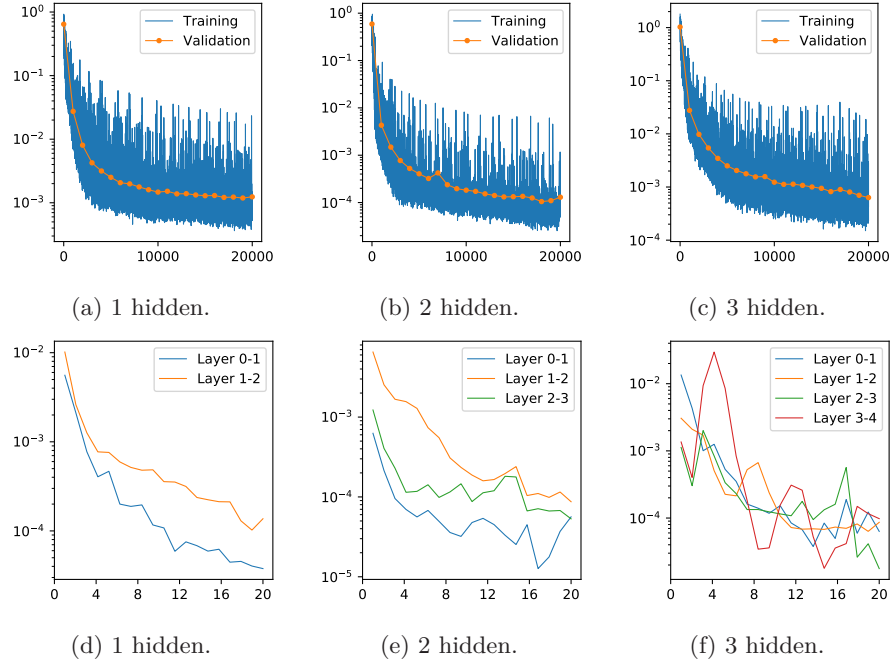 Training
Validation
10⁰
10⁻¹
10⁻²
10⁻³
0 10000 20000
(a) 1 hidden.
Training
Validation
10⁰
10⁻¹
10⁻²
10⁻³
10⁻⁴
0 10000 20000
(b) 2 hidden.
Training
Validation
10⁰
10⁻¹
10⁻²
10⁻³
10⁻⁴
0 10000 20000
(c) 3 hidden.
Layer 0-1
Layer 1-2
10⁻²
10⁻³
10⁻⁴
0 4 8 12 16 20
(d) 1 hidden.
Layer 0-1
Layer 1-2
Layer 2-3
10⁻³
10⁻⁴
10⁻⁵
0 4 8 12 16 20
(e) 2 hidden.
Layer 0-1
Layer 1-2
Layer 2-3
Layer 3-4
10⁻²
10⁻³
10⁻⁴
0 4 8 12 16 20
(f) 3 hidden.